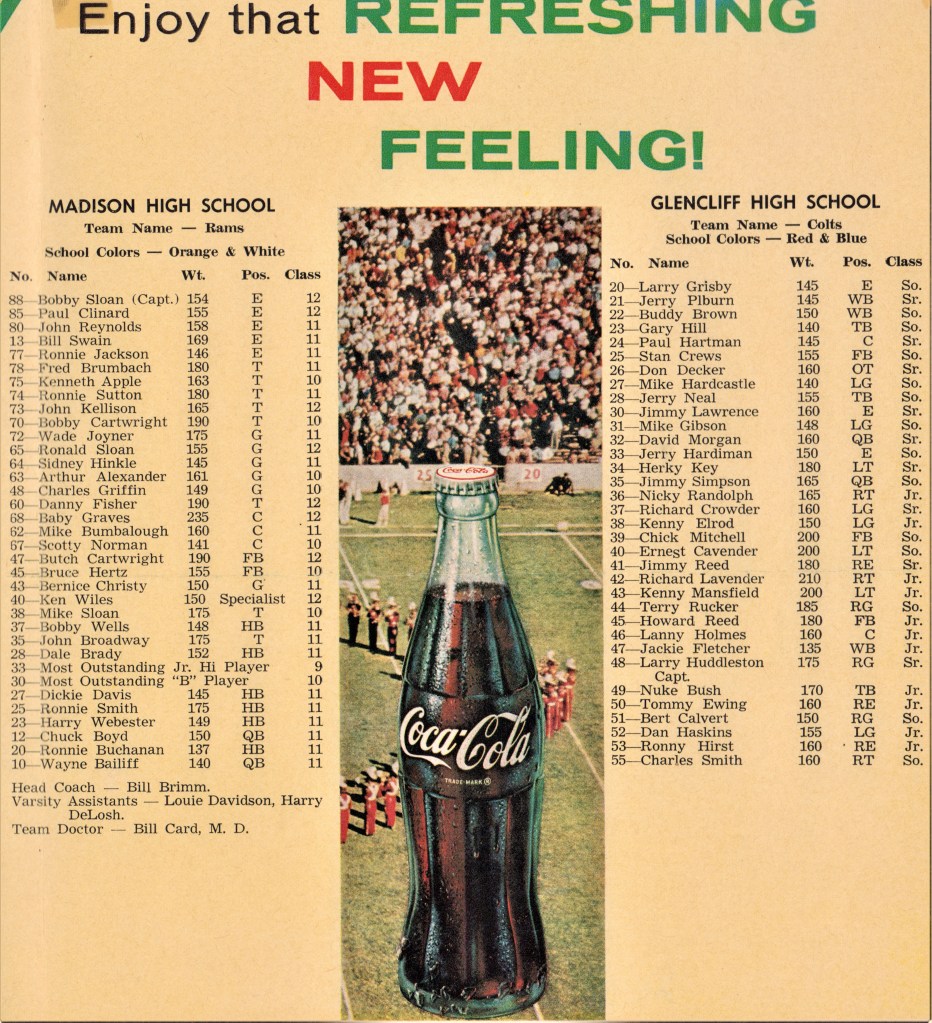 Enjoy that REFRESHING
NEW
FEELING!
MADISON HIGH SCHOOL
Team Name — Rams
School Colors — Orange & White
No. Name Wt. Pos. Class
88—Bobby Sloan (Capt.) 154 E 12
85—Paul Clinard 155 E 12
80—John Reynolds 158 E 11
13—Bill Swain 169 E 11
77—Ronnie Jackson 146 E 11
78—Fred Brumbach 180 T 11
75—Kenneth Apple 163 T 10
74—Ronnie Sutton 180 T 11
73—John Kellison 165 T 12
70—Bobby Cartwright 190 T 10
72—Wade Joyner 175 G 11
65—Ronald Sloan 155 G 12
64—Sidney Hinkle 145 G 11
63—Arthur Alexander 161 G 10
48—Charles Griffin 149 G 10
60—Danny Fisher 190 T 12
68—Baby Graves 235 C 12
62—Mike Bumbalough 160 C 11
67—Scotty Norman 141 C 10
47—Butch Cartwright 190 FB 12
45—Bruce Hertz 155 FB 10
43—Bernice Christy 150 G 11
40—Ken Wiles 150 Specialist 12
38—Mike Sloan 175 T 10
37—Bobby Wells 148 HB 11
35—John Broadway 175 T 11
28—Dale Brady 152 HB 11
33—Most Outstanding Jr. Hi Player 9
30—Most Outstanding "B" Player 10
27—Dickie Davis 145 HB 11
25—Ronnie Smith 175 HB 11
23—Harry Webester 149 HB 11
12—Chuck Boyd 150 QB 11
20—Ronnie Buchanan 137 HB 11
10—Wayne Bailiff 140 QB 11
Head Coach — Bill Brimm.
Varsity Assistants — Louie Davidson, Harry
DeLosh.
Team Doctor — Bill Card, M. D.
25 Coca-Cola 20
Coca-Cola
TRADE-MARK ®
GLENCLIFF HIGH SCHOOL
Team Name — Colts
School Colors — Red & Blue
No. Name Wt. Pos. Class
20—Larry Grisby 145 E So.
21—Jerry Plburn 145 WB Sr.
22—Buddy Brown 150 WB So.
23—Gary Hill 140 TB So.
24—Paul Hartman 145 C Sr.
25—Stan Crews 155 FB So.
26—Don Decker 160 OT Sr.
27—Mike Hardcastle 140 LG So.
28—Jerry Neal 155 TB So.
30—Jimmy Lawrence 160 E Sr.
31—Mike Gibson 148 LG So.
32—David Morgan 160 QB Sr.
33—Jerry Hardiman 150 E So.
34—Herky Key 180 LT Sr.
35—Jimmy Simpson 165 QB So.
36—Nicky Randolph 165 RT Jr.
37—Richard Crowder 160 LG Sr.
38—Kenny Elrod 150 LG Jr.
39—Chick Mitchell 200 FB So.
40—Ernest Cavender 200 LT So.
41—Jimmy Reed 180 RE Sr.
42—Richard Lavender 210 RT Jr.
43—Kenny Mansfield 200 LT Jr.
44—Terry Rucker 185 RG So.
45—Howard Reed 180 FB Jr.
46—Lanny Holmes 160 C Jr.
47—Jackie Fletcher 135 WB Jr.
48—Larry Huddleston 175 RG Sr.
Capt.
49—Nuke Bush 170 TB Jr.
50—Tommy Ewing 160 RE Jr.
51—Bert Calvert 150 RG So.
52—Dan Haskins 155 LG Jr.
53—Ronny Hirst 160 RE Jr.
55—Charles Smith 160 RT So.